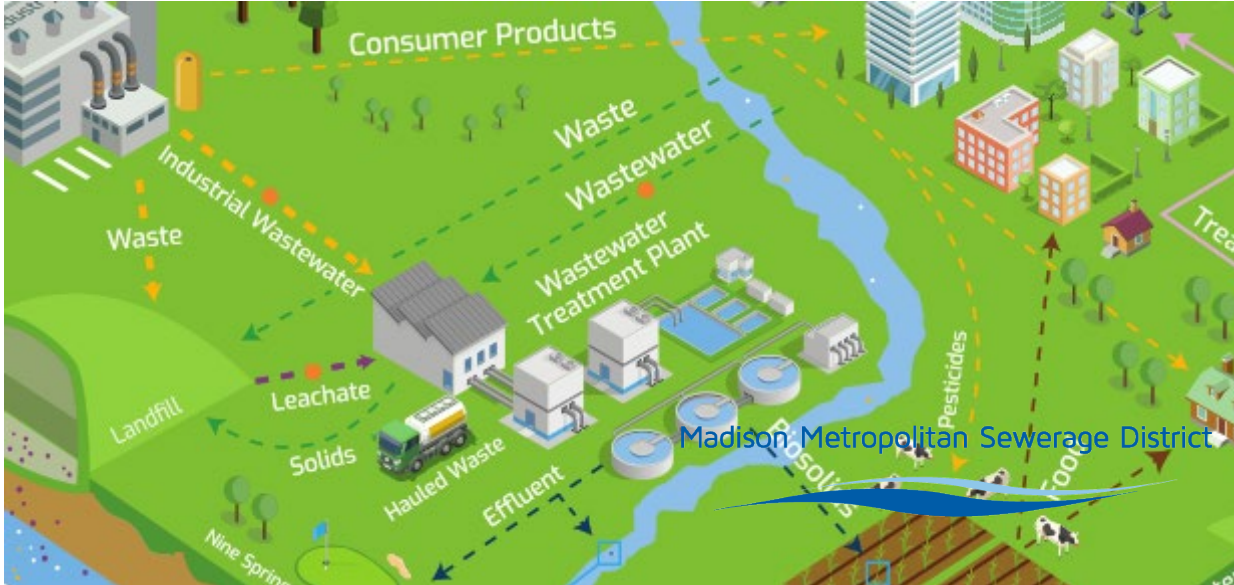 Consumer Products
Waste
Wastewater
Industrial Wastewater
Waste
Wastewater
Treatment Plant
Leachate
Landfill
Solids
Hauled Waste
Effluent
Pesticides
Madison Metropolitan Sewerage District